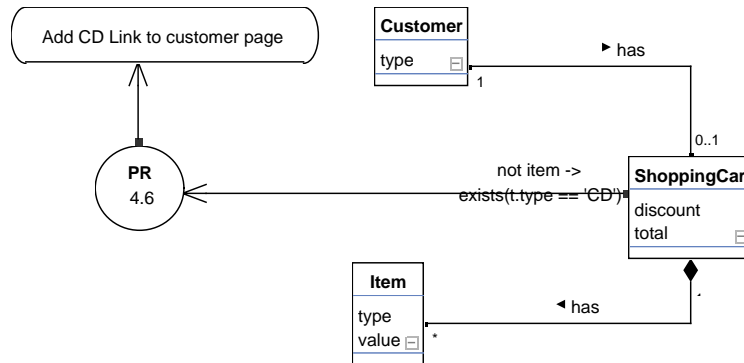 Add CD Link to customer page
Customer
type
has
1
0..1
PR
4.6
not item ->
exists(t.type == 'CD')
ShoppingCar
discount
total
Item
type
value
has
*